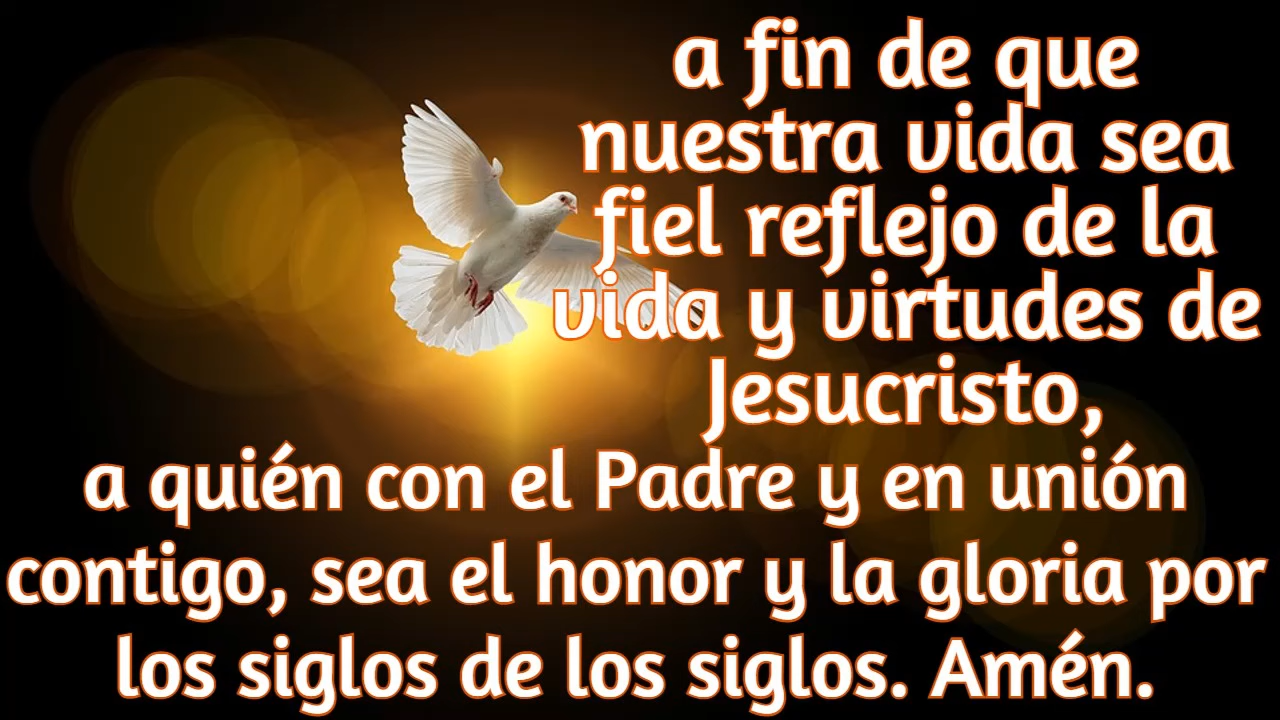 a fin de que
nuestra vida sea
fiel reflejo de la
vida y virtudes de
Jesucristo,
a quién con el Padre y en unión
contigo, sea el honor y la gloria por
los siglos de los siglos. Amén.